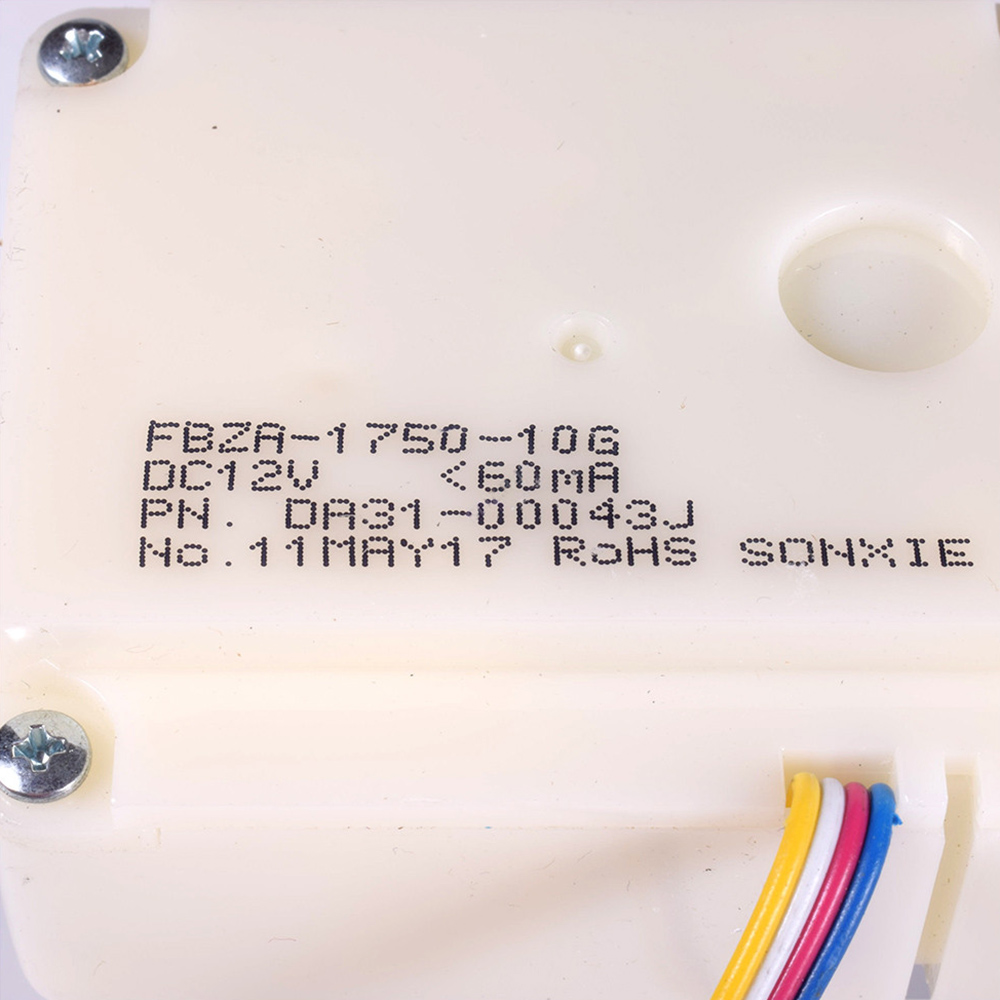 FBZA-1750-10G
DC12V <60mA
PN. DA31-00043J
No.11MAY17 RoHS SONXIE